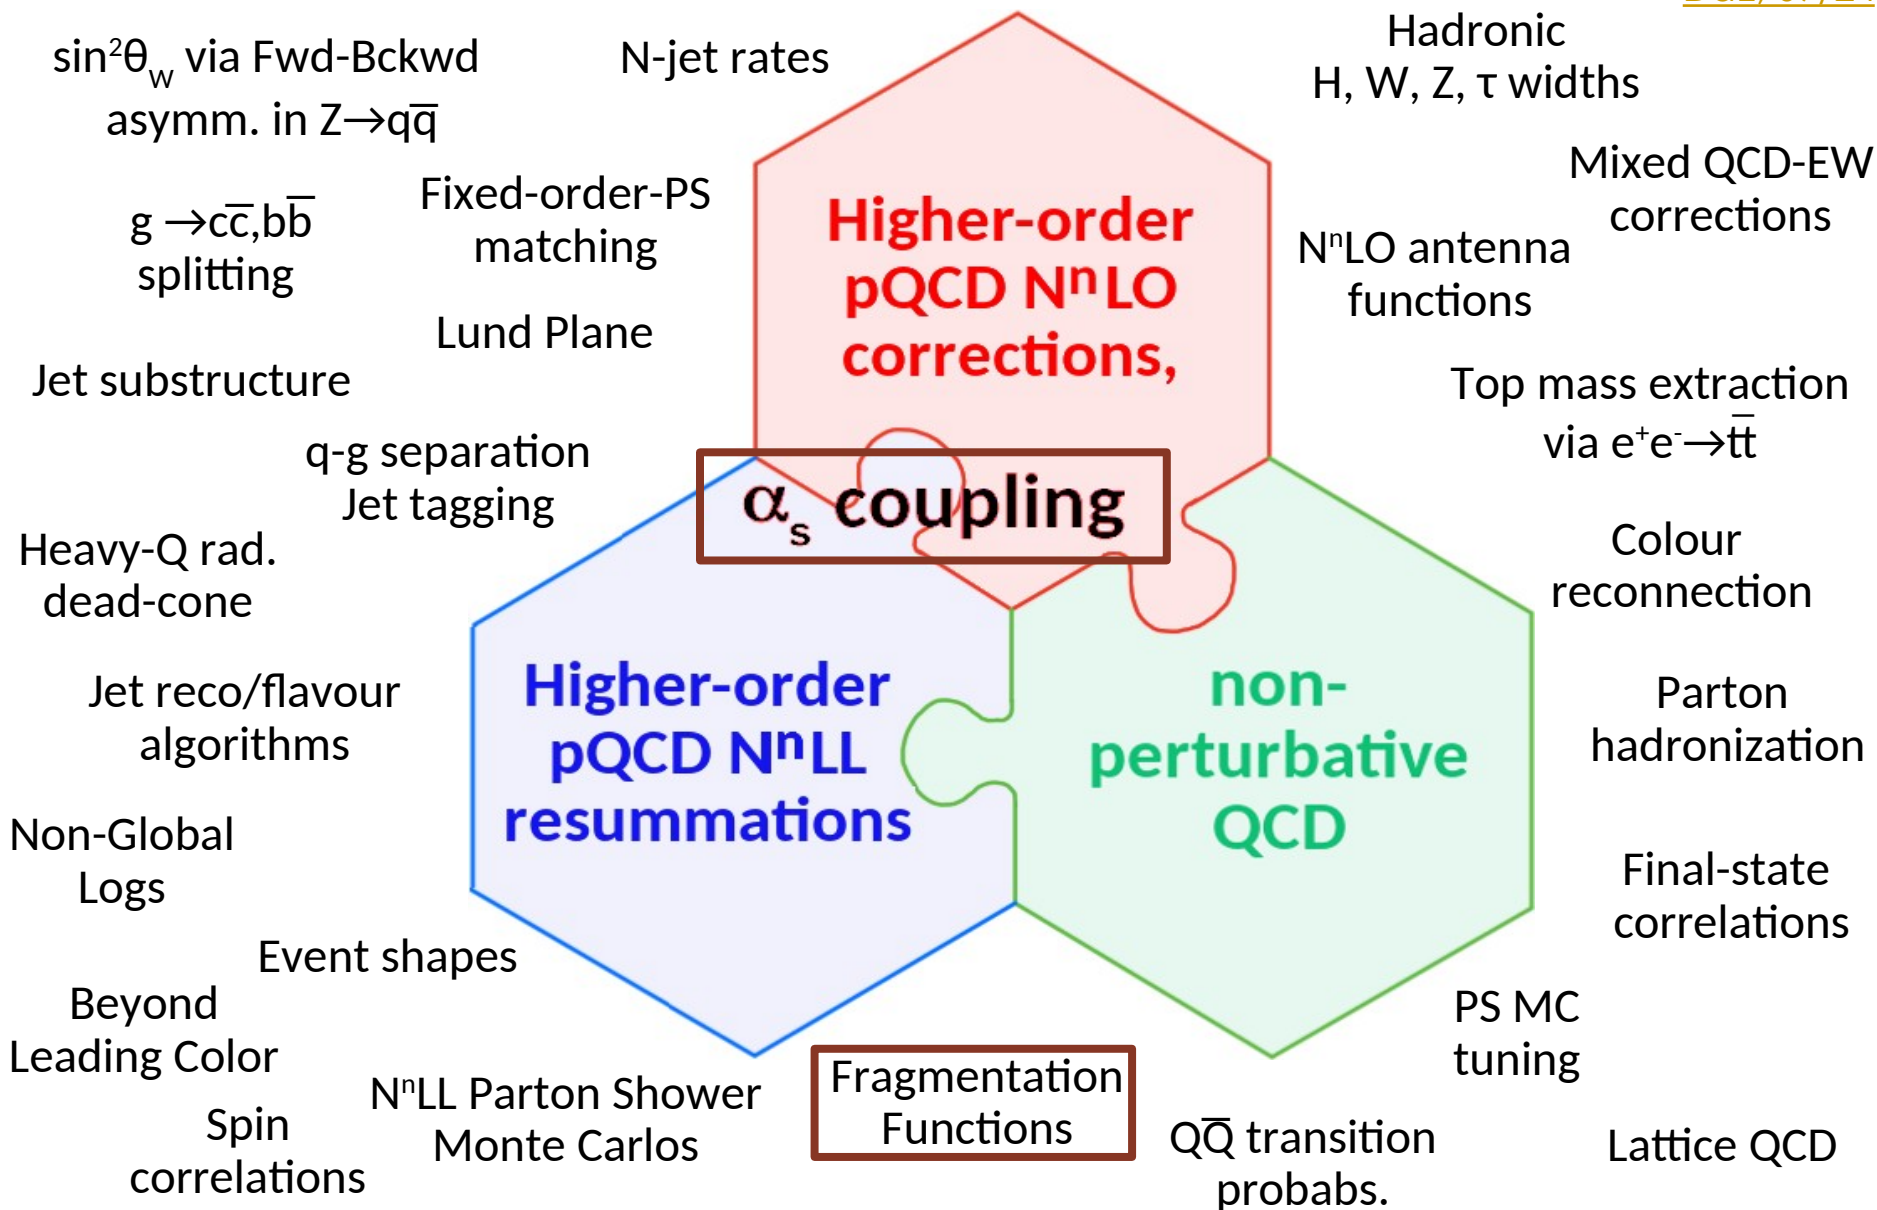 sin²θw via Fwd-Bckwd
asymm. in Z→qq̅
N-jet rates
Hadronic
H, W, Z, τ widths
Mixed QCD-EW
corrections
g →cc̅,bb̅
splitting
Fixed-order-PS
matching
Higher-order
pQCD NⁿLO
corrections,
NⁿLO antenna
functions
Lund Plane
Jet substructure
Top mass extraction
via e⁺e⁻→tt̅
q-g separation
Jet tagging
αs coupling
Heavy-Q rad.
dead-cone
Colour
reconnection
Jet reco/flavour
algorithms
Higher-order
pQCD NⁿLL
resummations
non-
perturbative
QCD
Parton
hadronization
Non-Global
Logs
Final-state
correlations
Event shapes
Beyond
Leading Color
Spin
correlations
NⁿLL Parton Shower
Monte Carlos
Fragmentation
Functions
PS MC
tuning
QQ̅ transition
probabs.
Lattice QCD